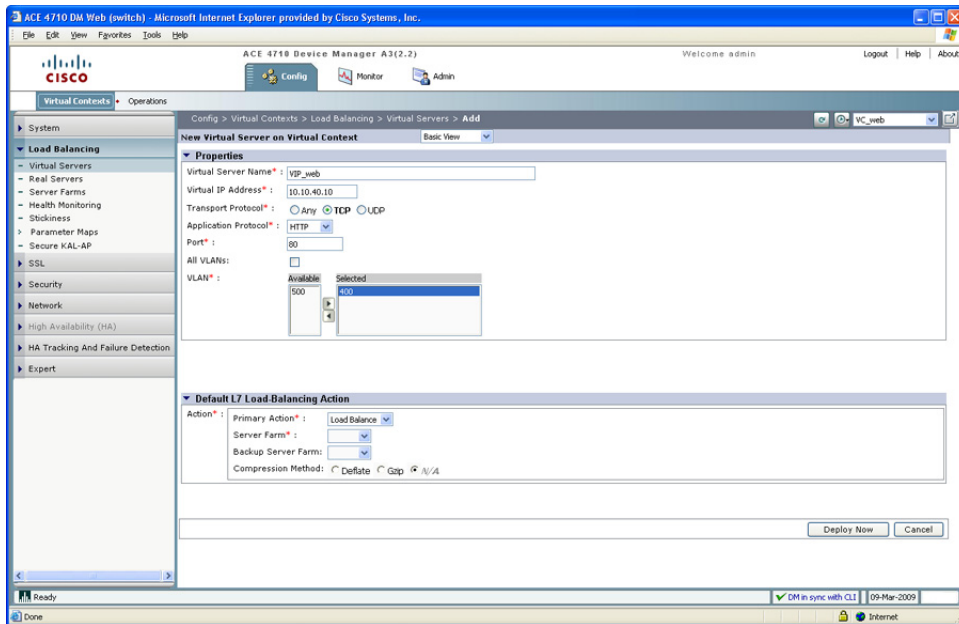 ACE 4710 DM Web (switch) - Microsoft Internet Explorer provided by Cisco Systems, Inc.
File Edit View Favorites Tools Help
CISCO
ACE 4710 Device Manager A3(2.2)
Welcome admin
Logout | Help | About
Config Monitor Admin
Virtual Contexts Operations
Config > Virtual Contexts > Load Balancing > Virtual Servers > Add
VC_web
System
Load Balancing
- Virtual Servers
- Real Servers
- Server Farms
- Health Monitoring
- Stickiness
> Parameter Maps
- Secure KAL-AP
SSL
Security
Network
High Availability (HA)
HA Tracking And Failure Detection
Expert
New Virtual Server on Virtual Context Basic View
Properties
Virtual Server Name* : VIP_web
Virtual IP Address* : 10.10.40.10
Transport Protocol* : Any TCP UDP
Application Protocol* : HTTP
Port* : 80
All VLANs:
VLAN* : Available Selected
500 400
Default L7 Load-Balancing Action
Action* : Primary Action* : Load Balance
Server Farm* :
Backup Server Farm:
Compression Method: Deflate Gzip N/A
Deploy Now Cancel
Ready
DM in sync with CLI 09-Mar-2009
Done
Internet